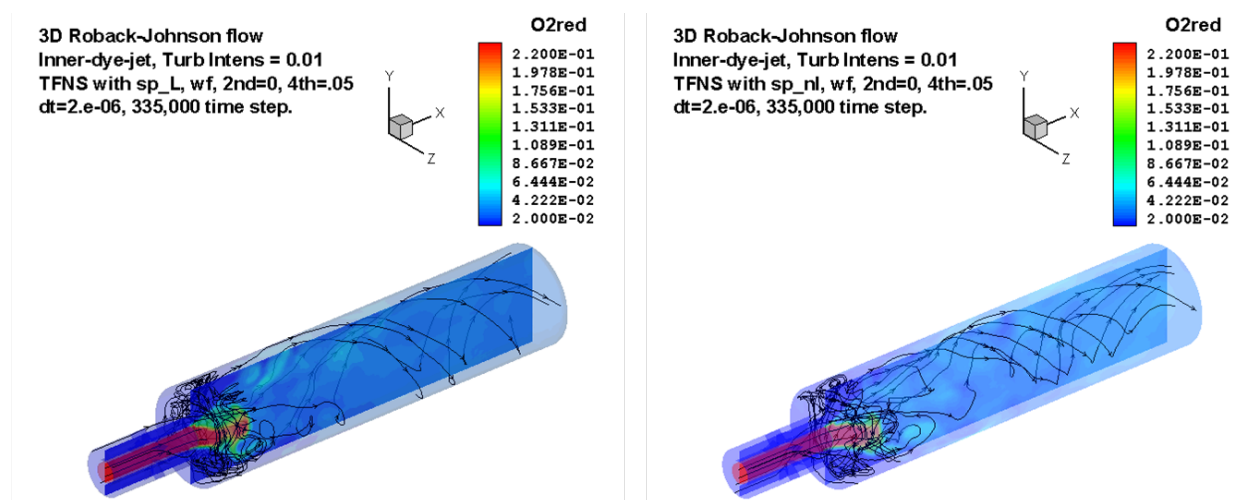 3D Roback-Johnson flow
Inner-dye-jet, Turb Intens = 0.01
TFNS with sp_L, wf, 2nd=0, 4th=.05
dt=2.e-06, 335,000 time step.
Y
X
Z
O2red
2.200E-01
1.978E-01
1.756E-01
1.533E-01
1.311E-01
1.089E-01
8.667E-02
6.444E-02
4.222E-02
2.000E-02
3D Roback-Johnson flow
Inner-dye-jet, Turb Intens = 0.01
TFNS with sp_nl, wf, 2nd=0, 4th=.05
dt=2.e-06, 335,000 time step.
Y
X
Z
O2red
2.200E-01
1.978E-01
1.756E-01
1.533E-01
1.311E-01
1.089E-01
8.667E-02
6.444E-02
4.222E-02
2.000E-02